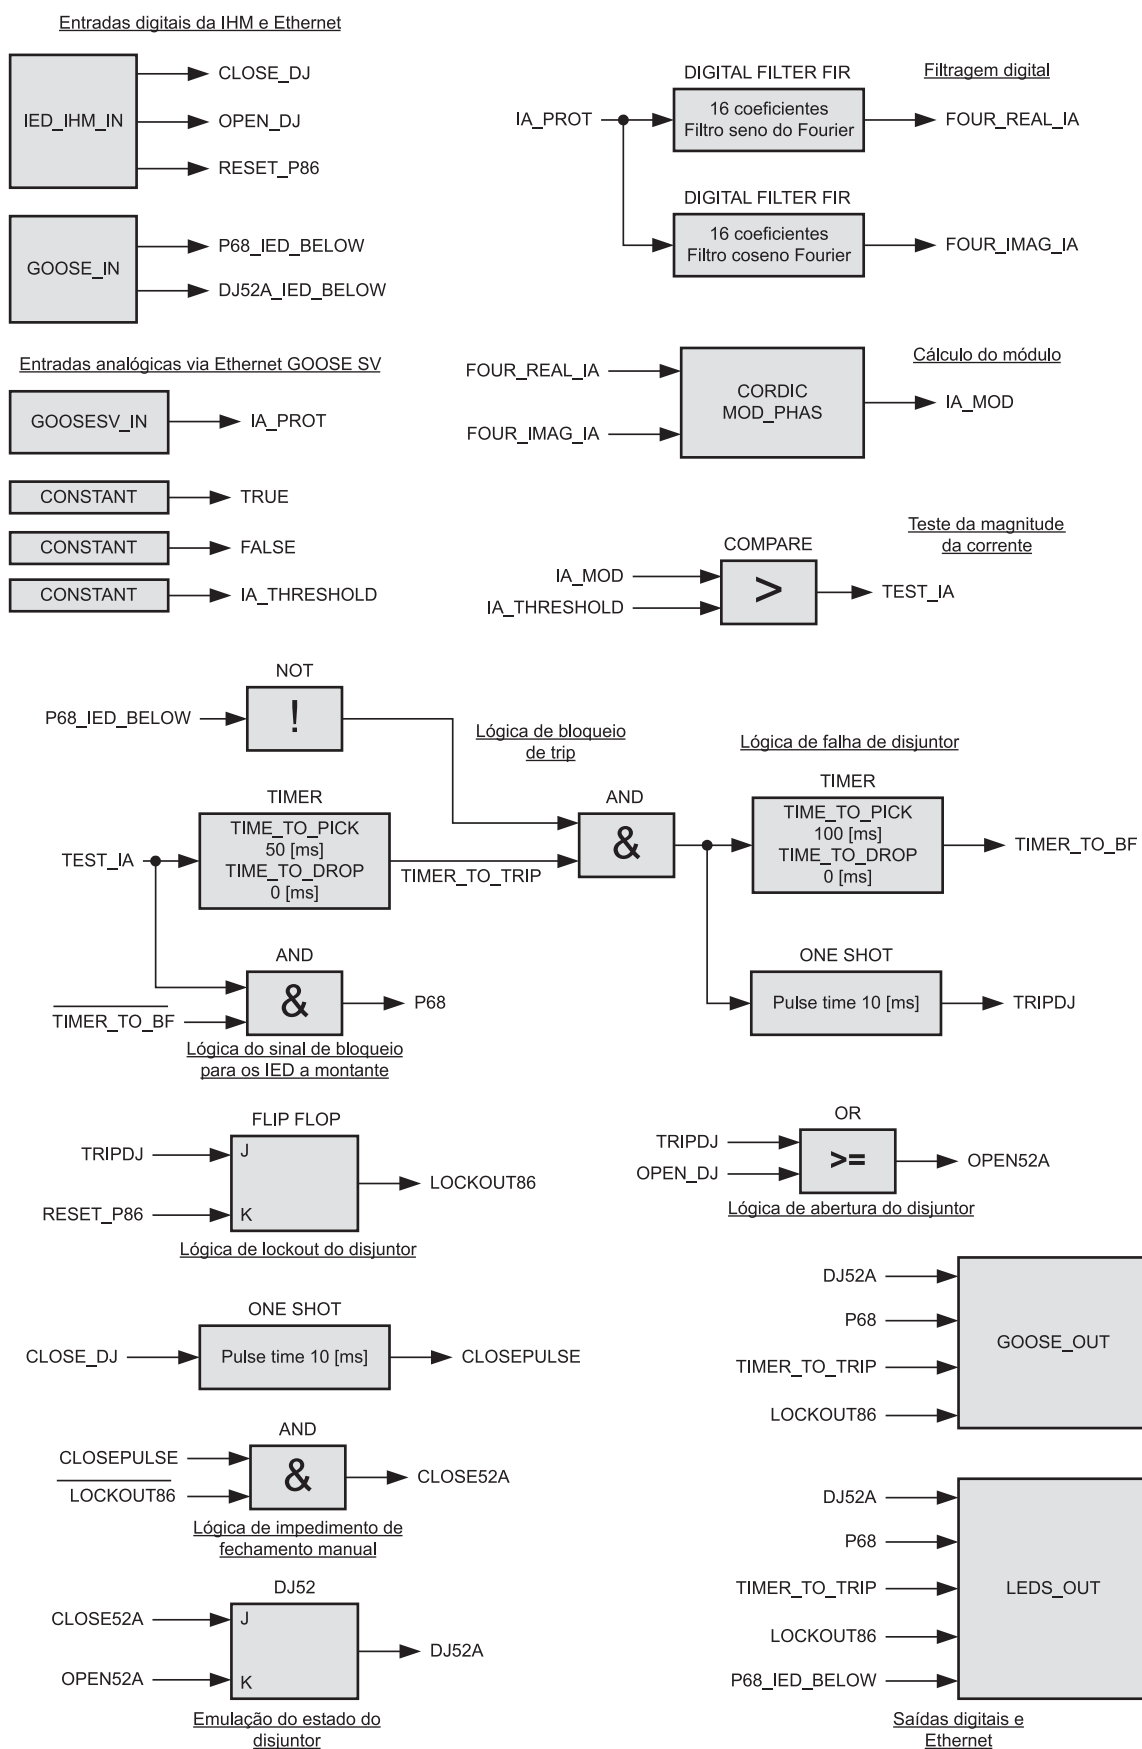 Entradas digitais da IHM e Ethernet
IED_IHM_IN
CLOSE_DJ
OPEN_DJ
RESET_P86
GOOSE_IN
P68_IED_BELOW
DJ52A_IED_BELOW
Entradas analógicas via Ethernet GOOSE SV
GOOSESV_IN
IA_PROT
CONSTANT
TRUE
CONSTANT
FALSE
CONSTANT
IA_THRESHOLD
DIGITAL FILTER FIR
Filtragem digital
IA_PROT
16 coeficientes
Filtro seno do Fourier
FOUR_REAL_IA
DIGITAL FILTER FIR
16 coeficientes
Filtro coseno Fourier
FOUR_IMAG_IA
Cálculo do módulo
FOUR_REAL_IA
FOUR_IMAG_IA
CORDIC
MOD_PHAS
IA_MOD
Teste da magnitude
da corrente
COMPARE
IA_MOD
IA_THRESHOLD
>
TEST_IA
NOT
P68_IED_BELOW
!
Lógica de bloqueio
de trip
Lógica de falha de disjuntor
TIMER
TEST_IA
TIME_TO_PICK
50 [ms]
TIME_TO_DROP
0 [ms]
TIMER_TO_TRIP
AND
&
TIMER
TIME_TO_PICK
100 [ms]
TIME_TO_DROP
0 [ms]
TIMER_TO_BF
AND
TIMER_TO_BF
&
P68
Lógica do sinal de bloqueio
para os IED a montante
ONE SHOT
Pulse time 10 [ms]
TRIPDJ
FLIP FLOP
TRIPDJ
J
RESET_P86
K
LOCKOUT86
Lógica de lockout do disjuntor
OR
TRIPDJ
OPEN_DJ
>=
OPEN52A
Lógica de abertura do disjuntor
ONE SHOT
CLOSE_DJ
Pulse time 10 [ms]
CLOSEPULSE
AND
CLOSEPULSE
LOCKOUT86
&
CLOSE52A
Lógica de impedimento de
fechamento manual
DJ52
CLOSE52A
J
OPEN52A
K
DJ52A
Emulação do estado do
disjuntor
DJ52A
P68
TIMER_TO_TRIP
LOCKOUT86
GOOSE_OUT
DJ52A
P68
TIMER_TO_TRIP
LOCKOUT86
P68_IED_BELOW
LEDS_OUT
Saídas digitais e
Ethernet